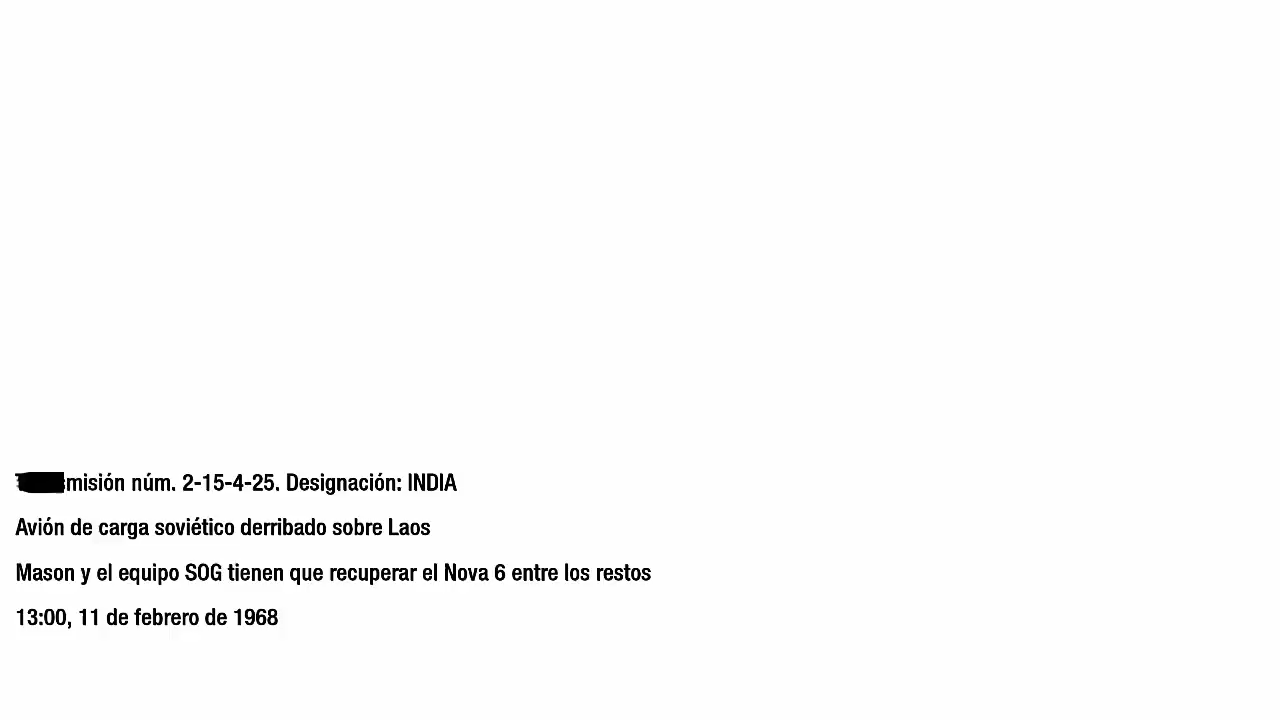 misión núm. 2-15-4-25. Designación: INDIA
Avión de carga soviético derribado sobre Laos
Mason y el equipo SOG tienen que recuperar el Nova 6 entre los restos
13:00, 11 de febrero de 1968